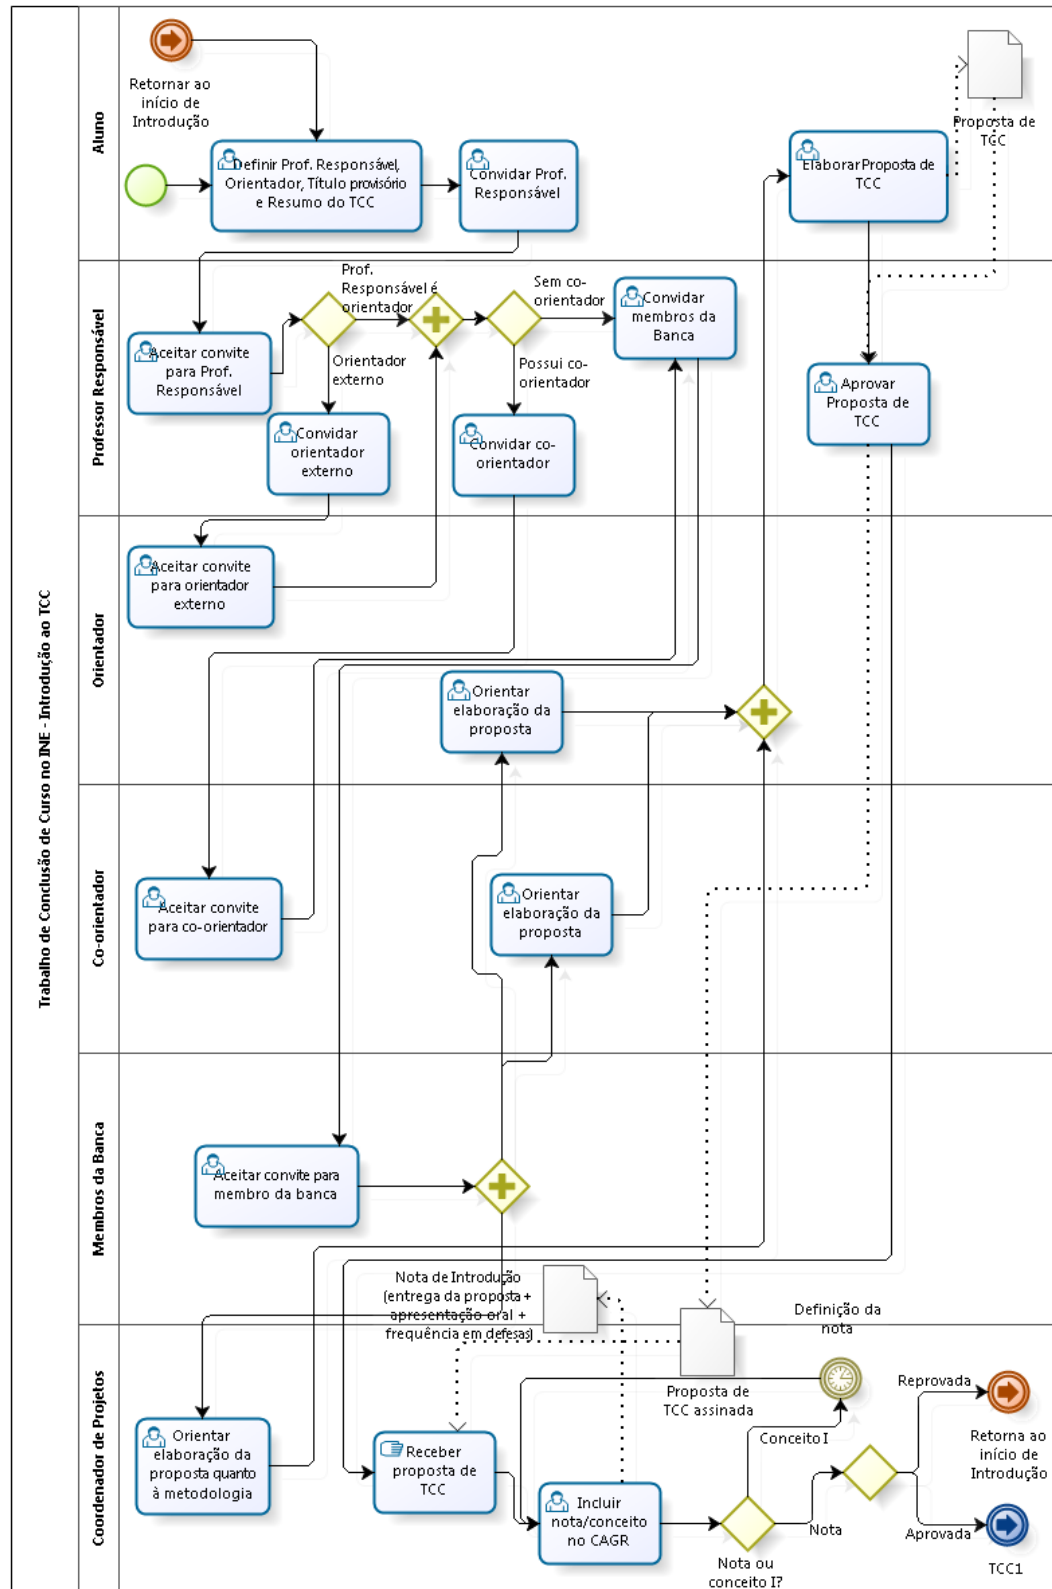 Trabalho de Conclusão de Curso no INE - Introdução ao TCC
Aluno
Retornar ao
início de
Introdução
Definir Prof. Responsável,
Orientador, Título provisório
e Resumo do TCC
Convidar Prof.
Responsável
Elaborar Proposta de
TCC
Proposta de
TCC
Professor Responsável
Aceitar convite
para Prof.
Responsável
Prof.
Responsável é
orientador
Orientador
externo
Convidar
orientador
externo
Sem co-
orientador
Possui co-
orientador
Convidar co-
orientador
Convidar
membros da
Banca
Aprovar
Proposta de
TCC
Orientador
Aceitar convite
para orientador
externo
Orientar
elaboração da
proposta
Co-orientador
Aceitar convite
para co-orientador
Orientar
elaboração da
proposta
Membros da Banca
Aceitar convite para
membro da banca
Nota de Introdução
(entrega da proposta +
apresentação oral +
frequência em defesas)
Coordenador de Projetos
Orientar
elaboração da
proposta quanto
à metodologia
Receber
proposta de
TCC
Proposta de
TCC assinada
Definição da
nota
Incluir
nota/conceito
no CAGR
Conceito I
Nota ou
conceito I?
Nota
Reprovada
Aprovada
Retorna ao
início de
Introdução
TCC1